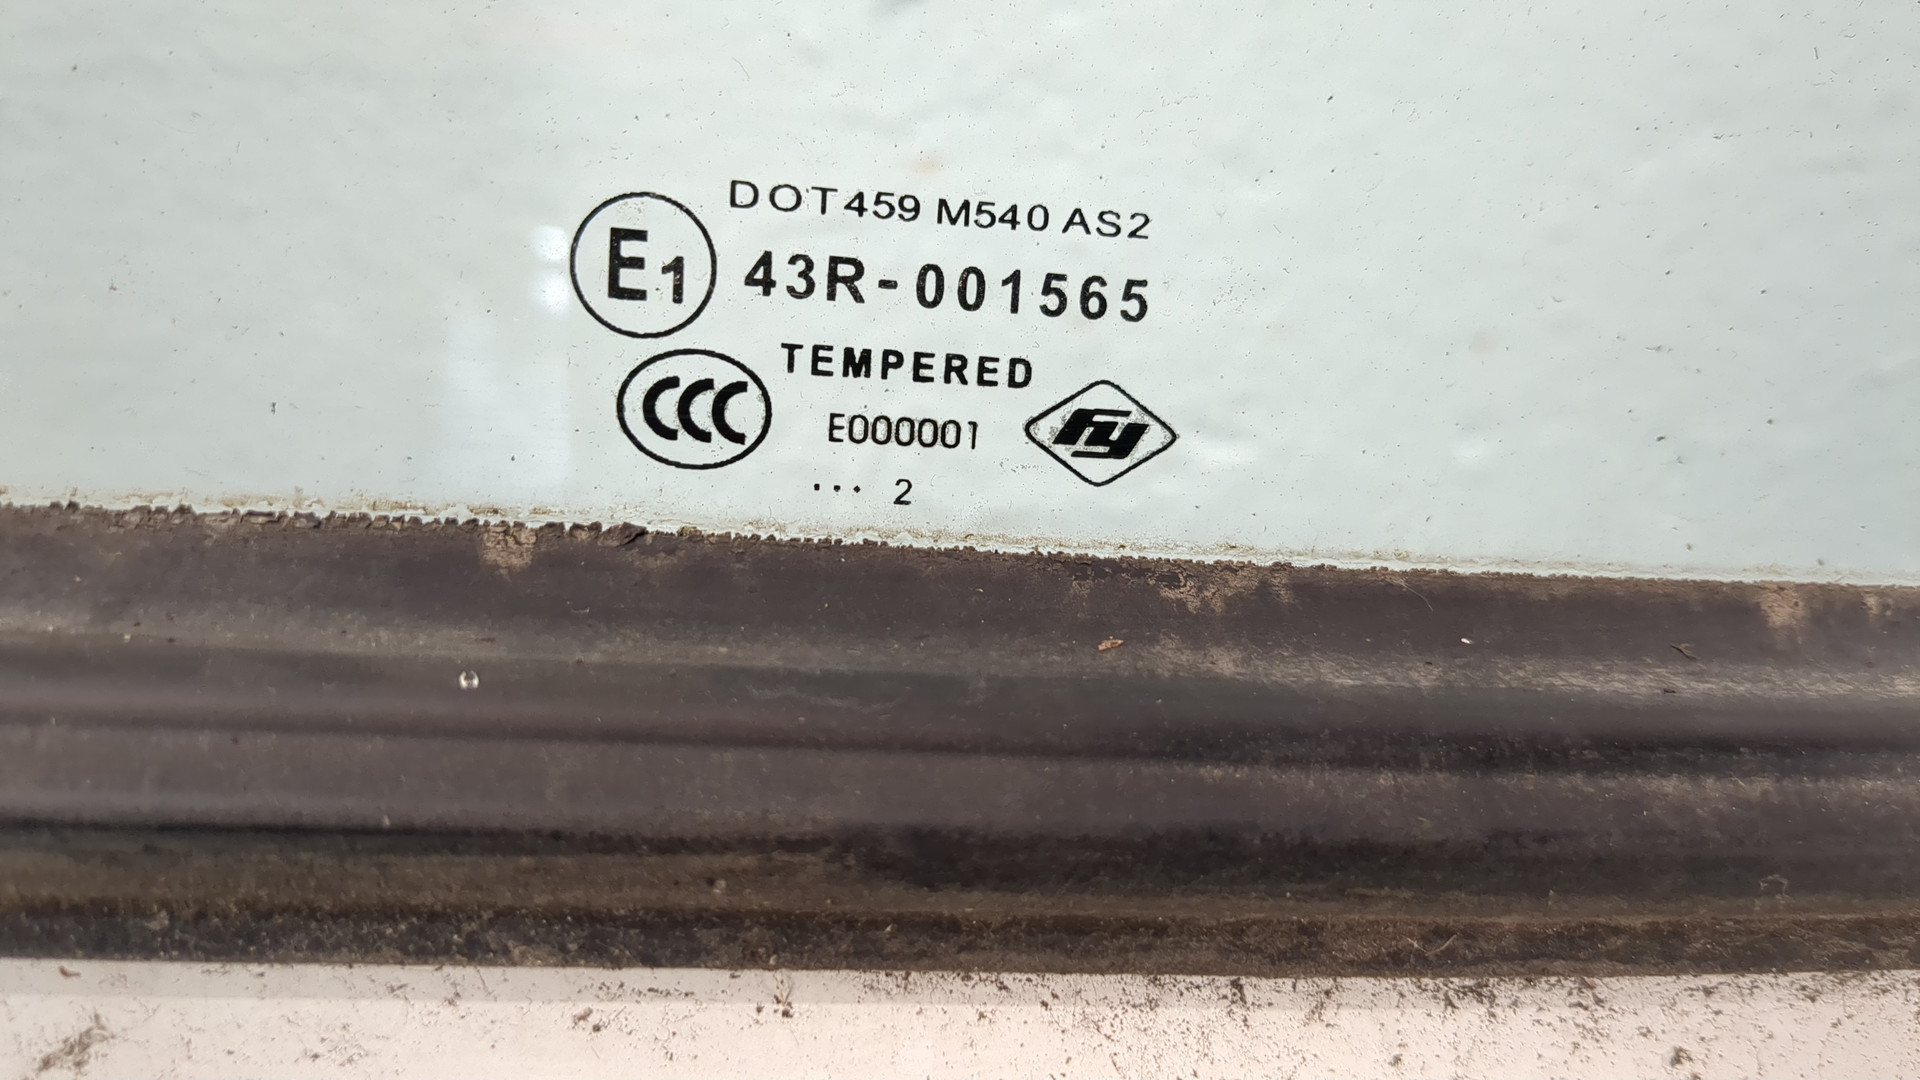 DOT459 M540 AS2
E1 43R-001565
TEMPERED
CCC E000001 FY
... 2